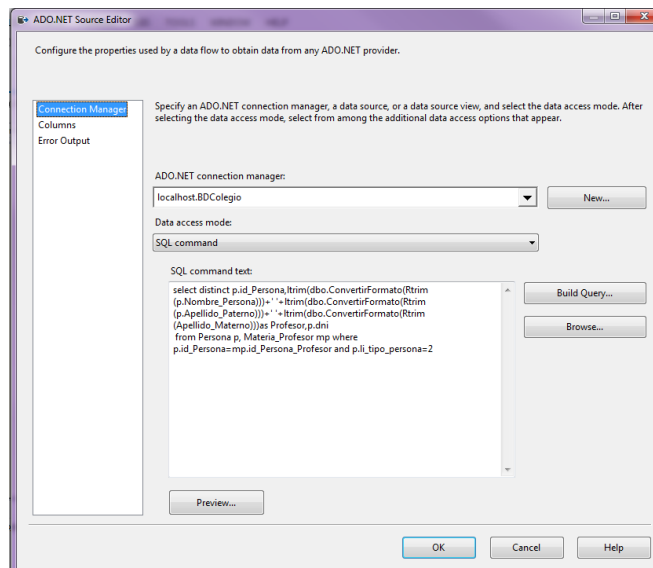 ADO.NET Source Editor
Configure the properties used by a data flow to obtain data from any ADO.NET provider.
Connection Manager
Columns
Error Output
Specify an ADO.NET connection manager, a data source, or a data source view, and select the data access mode. After
selecting the data access mode, select from among the additional data access options that appear.
ADO.NET connection manager:
localhost.BDColegio
New...
Data access mode:
SQL command
SQL command text:
select distinct p.id_Persona,ltrim(dbo.ConvertirFormato(Rtrim
(p.Nombre_Persona)))+' '+ltrim(dbo.ConvertirFormato(Rtrim
(p.Apellido_Paterno)))+' '+ltrim(dbo.ConvertirFormato(Rtrim
(Apellido_Materno)))as Profesor,p.dni
from Persona p, Materia_Profesor mp where
p.id_Persona=mp.id_Persona_Profesor and p.li_tipo_persona=2
Build Query...
Browse...
Preview...
OK
Cancel
Help